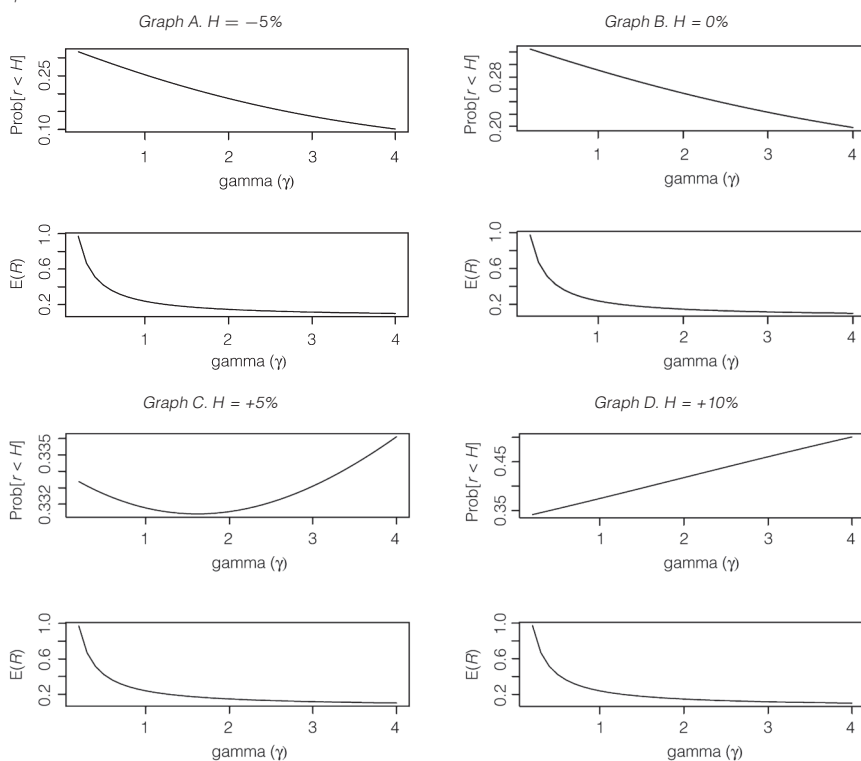 Graph A. H = −5%
Prob[r < H]
0.25
0.10
1 2 3 4
gamma (γ)
E(R)
1.0
0.6
0.2
1 2 3 4
gamma (γ)
Graph B. H = 0%
Prob[r < H]
0.28
0.20
1 2 3 4
gamma (γ)
E(R)
1.0
0.6
0.2
1 2 3 4
gamma (γ)
Graph C. H = +5%
Prob[r < H]
0.335
0.332
1 2 3 4
gamma (γ)
E(R)
1.0
0.6
0.2
1 2 3 4
gamma (γ)
Graph D. H = +10%
Prob[r < H]
0.45
0.35
1 2 3 4
gamma (γ)
E(R)
1.0
0.6
0.2
1 2 3 4
gamma (γ)